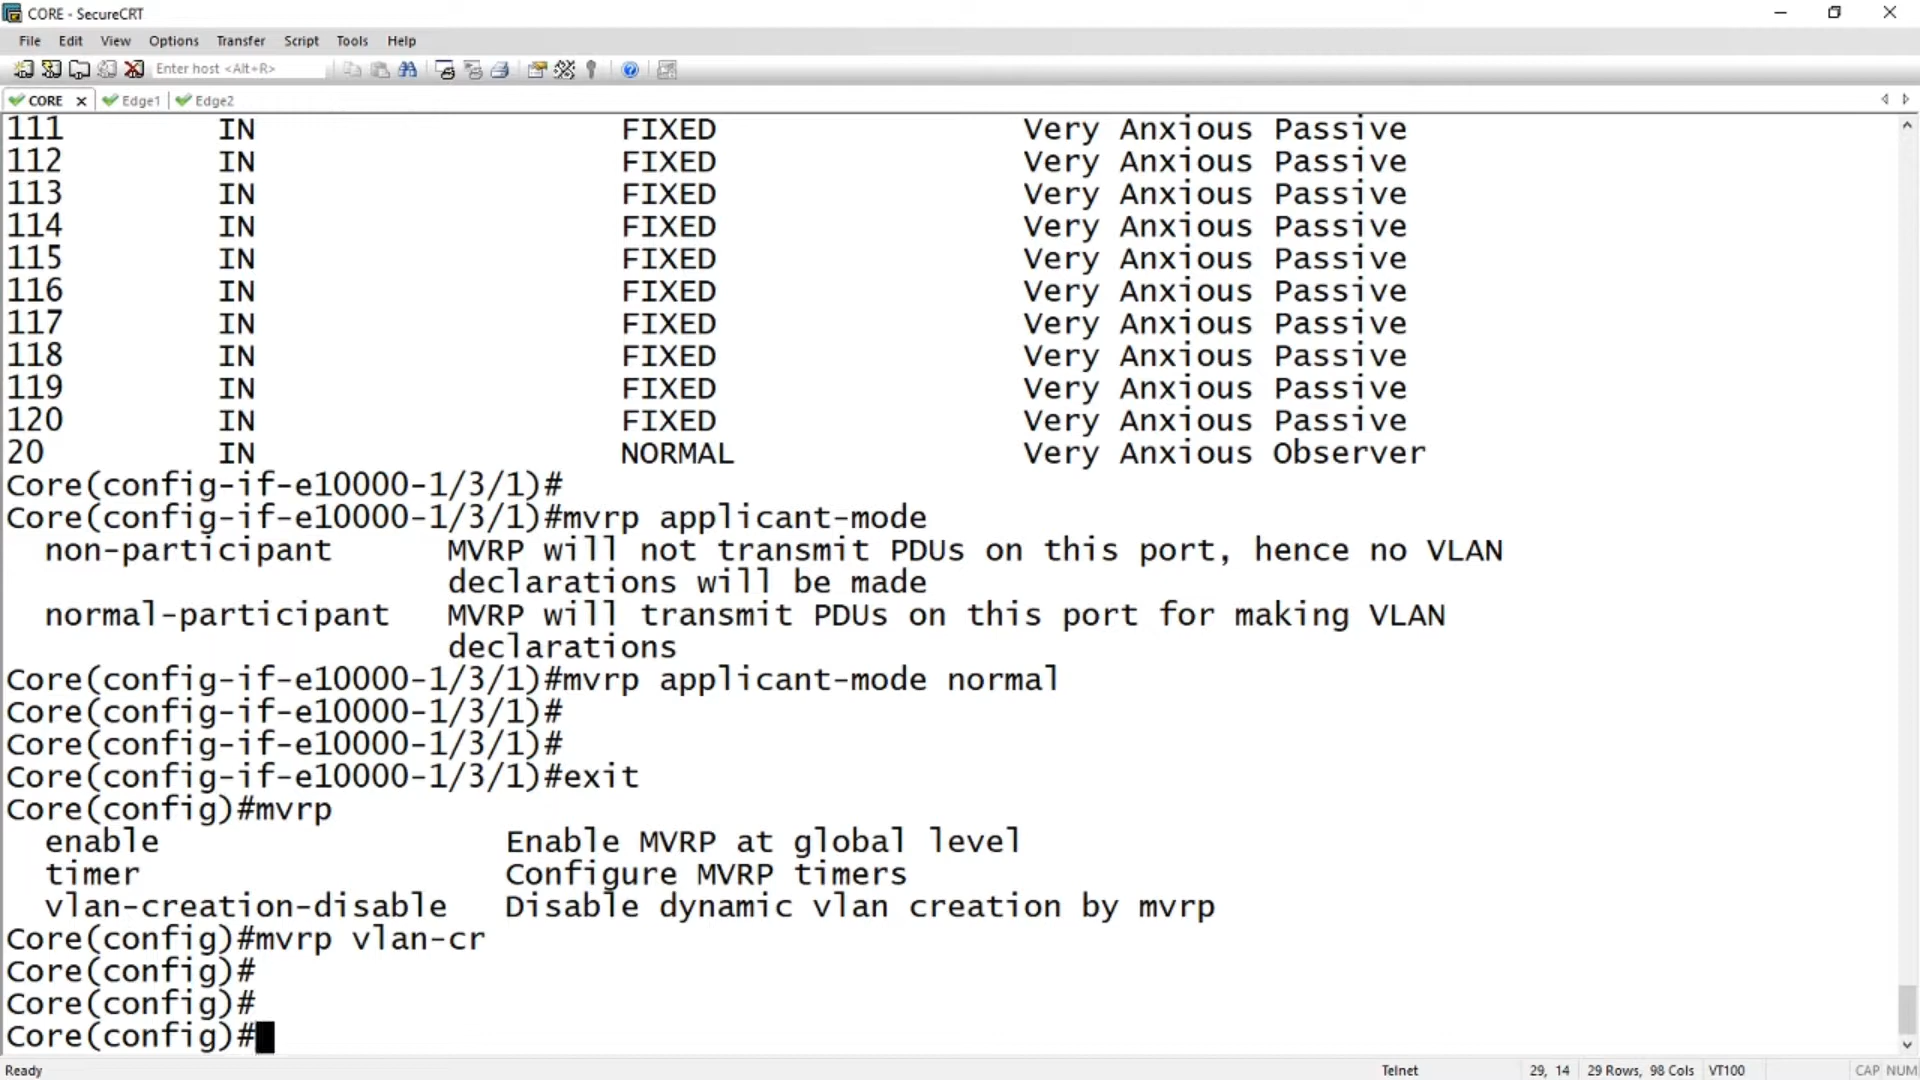 CORE - SecureCRT
File Edit View Options Transfer Script Tools Help
Enter host <Alt+R>
CORE Edge1 Edge2
111 IN FIXED Very Anxious Passive
112 IN FIXED Very Anxious Passive
113 IN FIXED Very Anxious Passive
114 IN FIXED Very Anxious Passive
115 IN FIXED Very Anxious Passive
116 IN FIXED Very Anxious Passive
117 IN FIXED Very Anxious Passive
118 IN FIXED Very Anxious Passive
119 IN FIXED Very Anxious Passive
120 IN FIXED Very Anxious Passive
20 IN NORMAL Very Anxious Observer
Core(config-if-e10000-1/3/1)#
Core(config-if-e10000-1/3/1)#mvrp applicant-mode
non-participant MVRP will not transmit PDUs on this port, hence no VLAN
declarations will be made
normal-participant MVRP will transmit PDUs on this port for making VLAN
declarations
Core(config-if-e10000-1/3/1)#mvrp applicant-mode normal
Core(config-if-e10000-1/3/1)#
Core(config-if-e10000-1/3/1)#
Core(config-if-e10000-1/3/1)#exit
Core(config)#mvrp
enable Enable MVRP at global level
timer Configure MVRP timers
vlan-creation-disable Disable dynamic vlan creation by mvrp
Core(config)#mvrp vlan-cr
Core(config)#
Core(config)#
Core(config)#
Ready Telnet 29, 14 29 Rows, 98 Cols VT100 CAP NUM